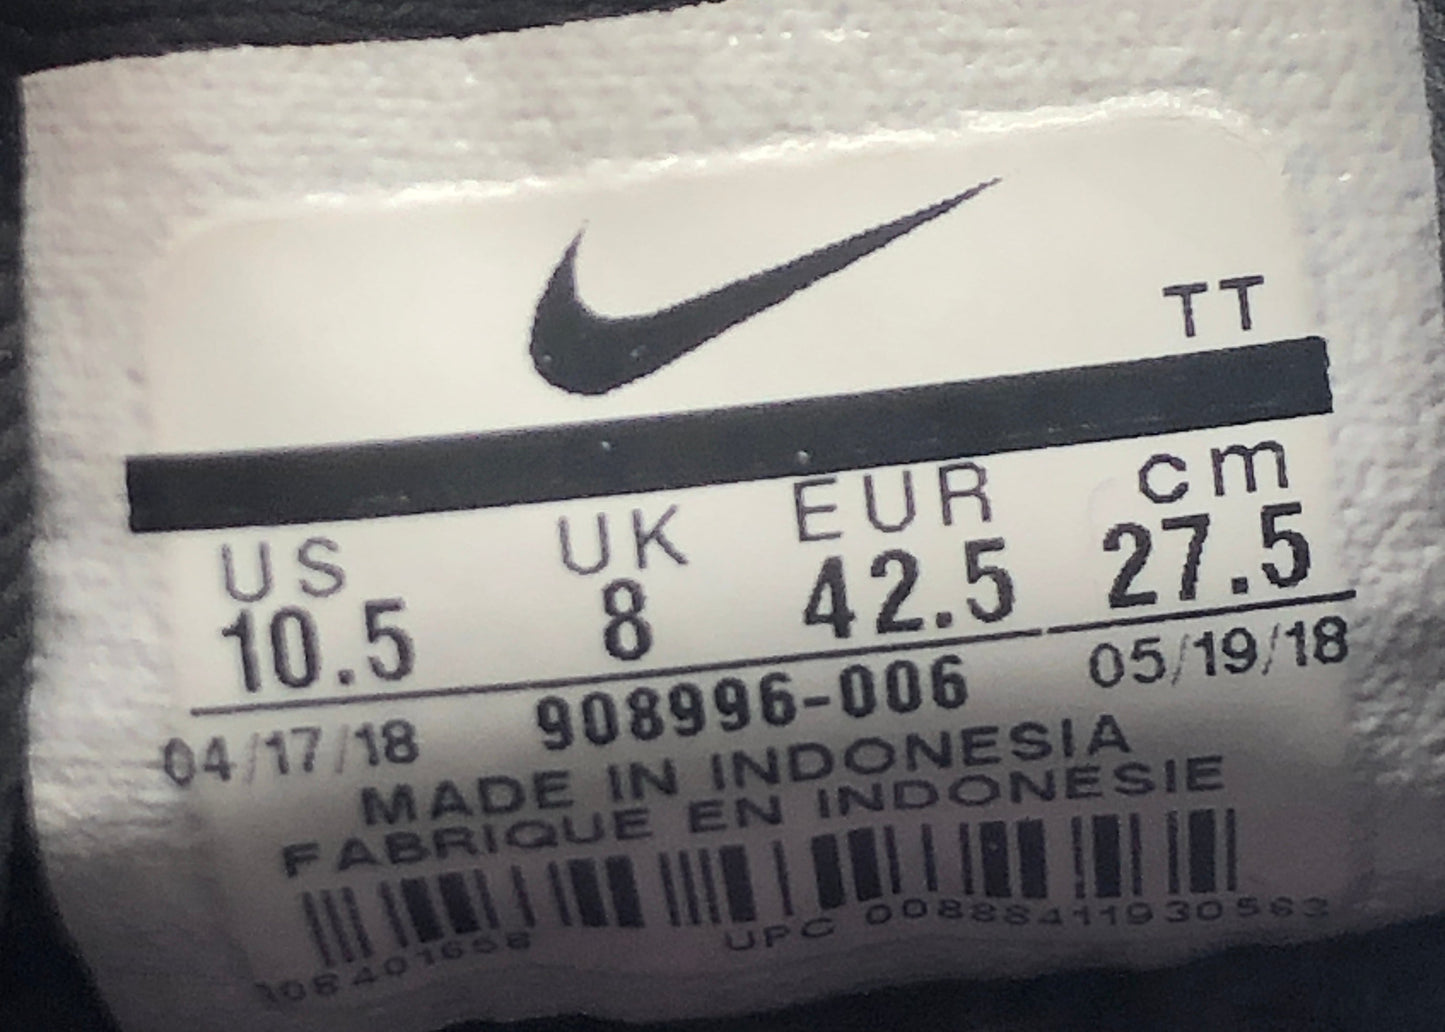 TT
US UK EUR cm
10.5 8 42.5 27.5
04/17/18 908996-006 05/19/18
MADE IN INDONESIA
FABRIQUE EN INDONESIE
UPC 00888411930563